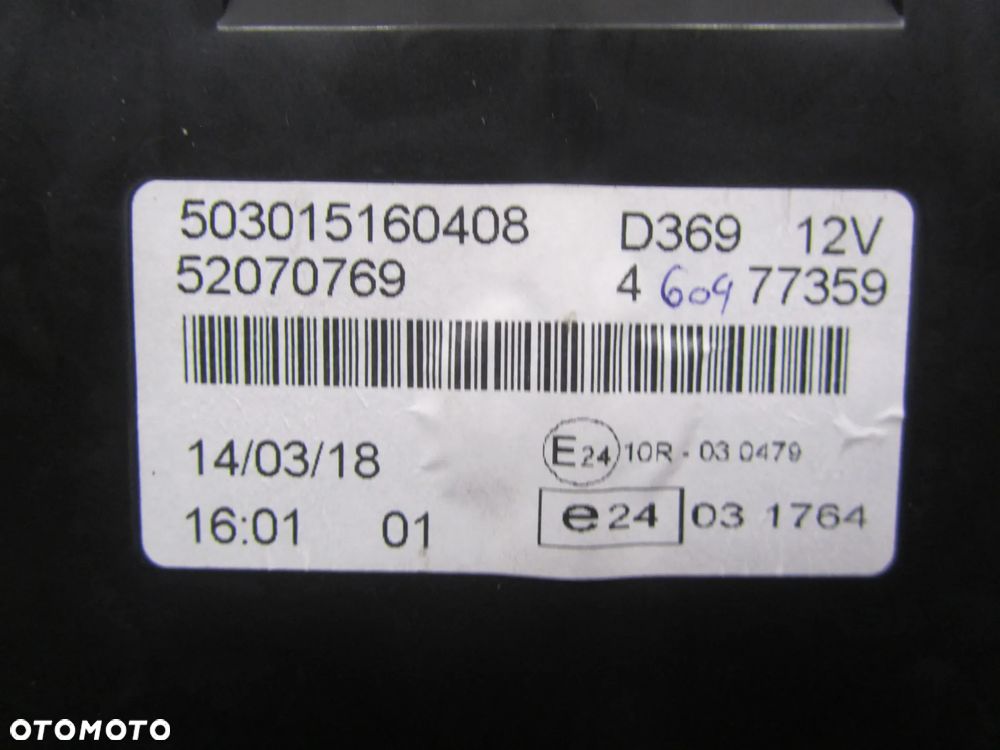 503015160408 D369 12V
52070769 4 609 77359
14/03/18 E24 10R - 03 0479
16:01 01 e24 03 1764
OTOMOTO